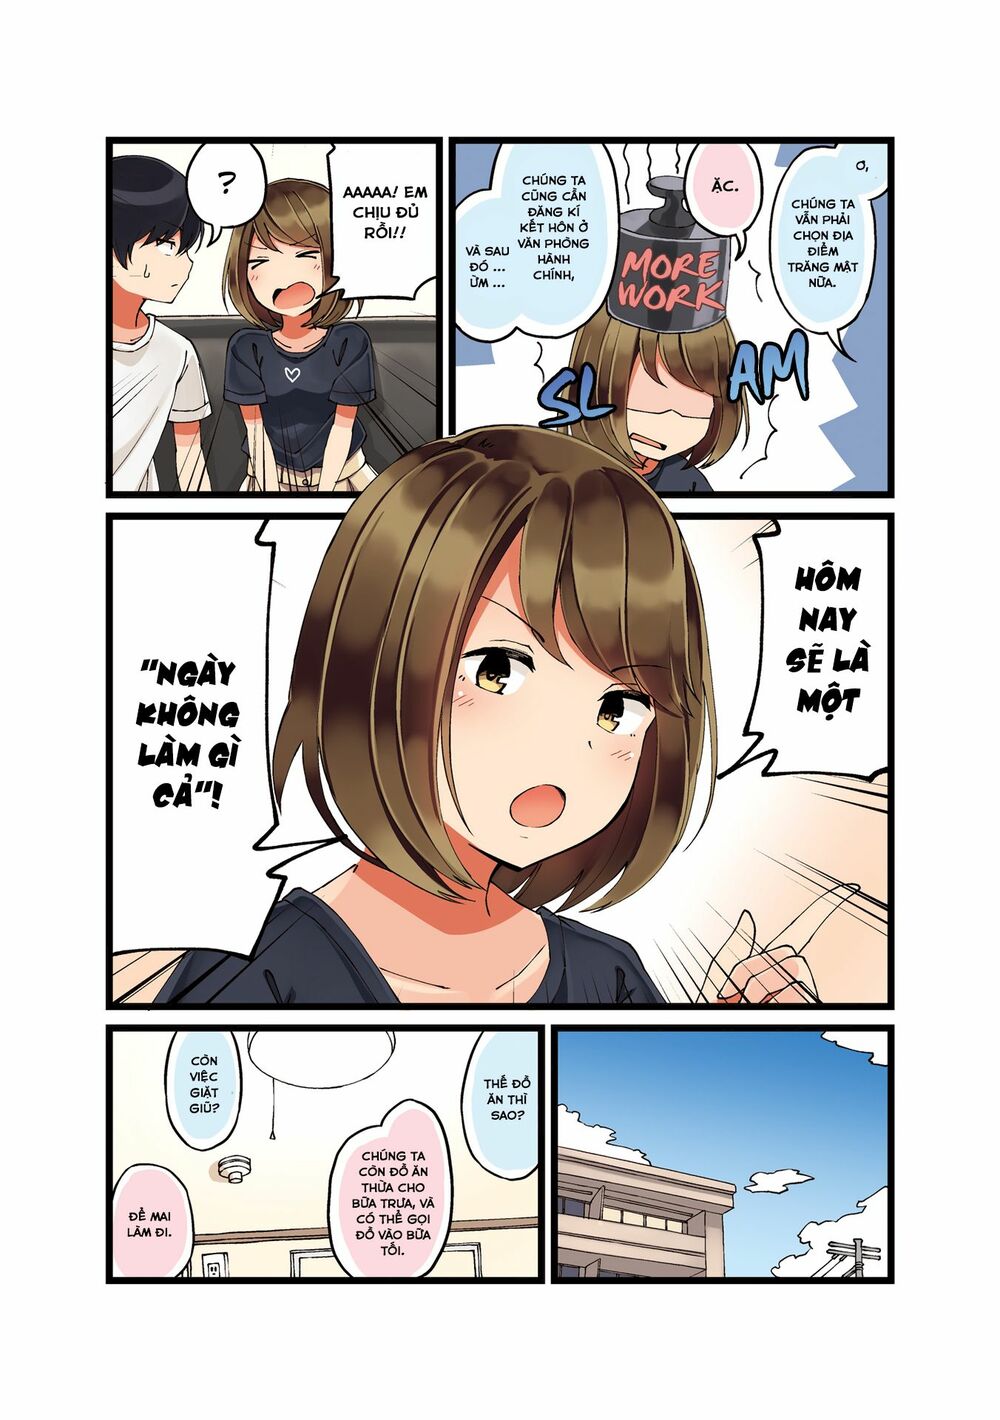 Ơ,
CHÚNG TA
VẪN PHẢI
CHỌN ĐỊA
ĐIỂM
TRĂNG MẬT
NỮA.
ẶC.
MORE
WORK
CHÚNG TA
CŨNG CẦN
ĐĂNG KÍ
KẾT HÔN Ở
VĂN PHÒNG
HÀNH
CHÍNH,
VÀ SAU
ĐÓ ...
ỪM ...
SLAM
AAAAA! EM
CHỊU ĐỦ
RỒI!!
?
HÔM
NAY
SẼ LÀ
MỘT
"NGÀY
KHÔNG
LÀM GÌ
CẢ"!
THẾ ĐỒ
ĂN THÌ
SAO?
CHÚNG TA
CÒN ĐỒ ĂN
THỪA CHO
BỮA TRƯA, VÀ
CÓ THỂ GỌI
ĐỒ VÀO BỮA
TỐI.
CÒN
VIỆC
GIẶT
GIŨ?
ĐỂ MAI
LÀM ĐI.